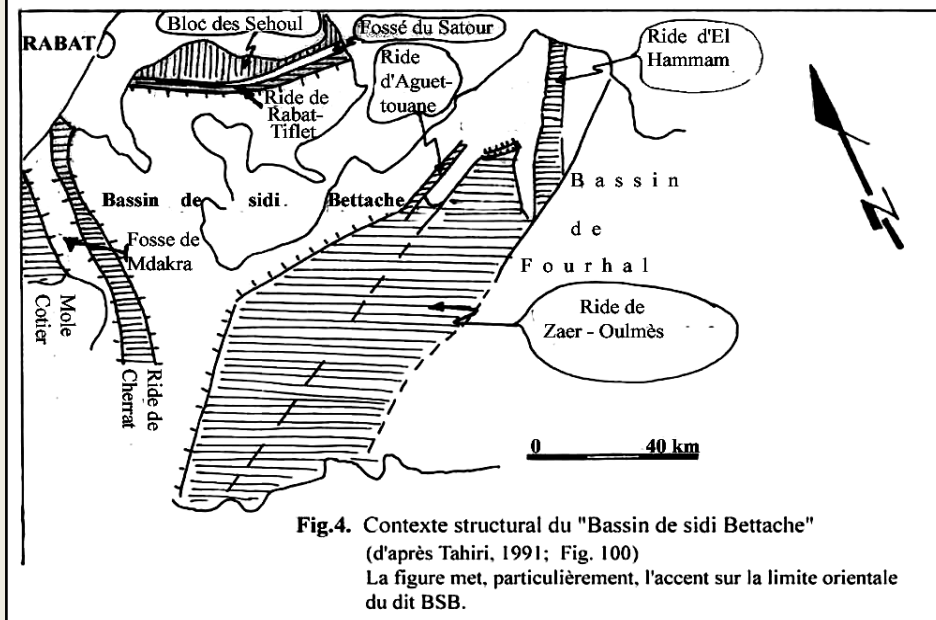 Bloc des Sehoul
Fossé du Satour
RABAT
Ride d'El
Hammam
Ride
d'Aguet-
touane
Ride de
Rabat-
Tiflet
Bassin de sidi Bettache
Bassin
de
Fourhal
Fosse de
Mdakra
Mole
Cotier
Ride de
Cherrat
Ride de
Zaer - Oulmès
N
0 40 km
Fig.4. Contexte structural du "Bassin de sidi Bettache"
(d'après Tahiri, 1991; Fig. 100)
La figure met, particulièrement, l'accent sur la limite orientale
du dit BSB.